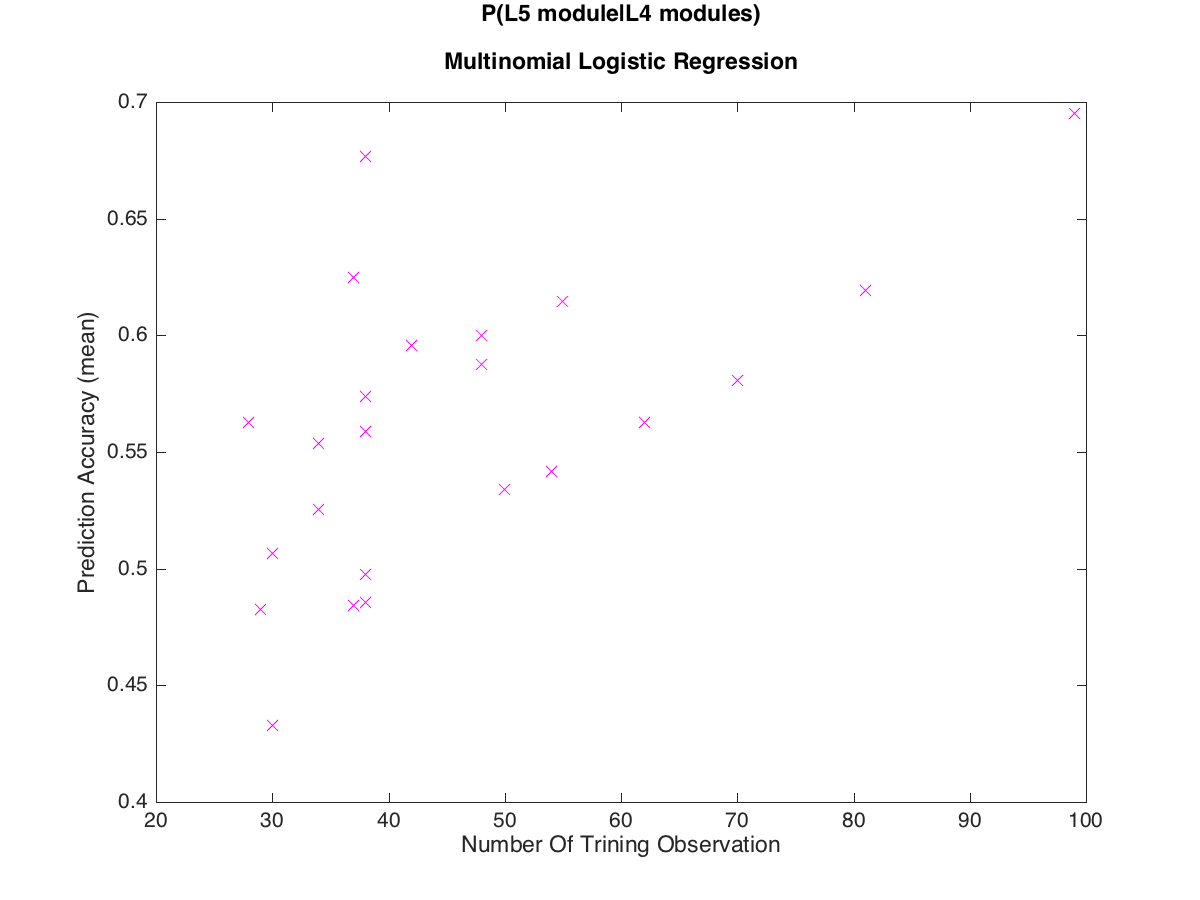 P(L5 module|L4 modules)
Multinomial Logistic Regression
0.7
0.65
0.6
0.55
0.5
0.45
0.4
Prediction Accuracy (mean)
20 30 40 50 60 70 80 90 100
Number Of Trining Observation